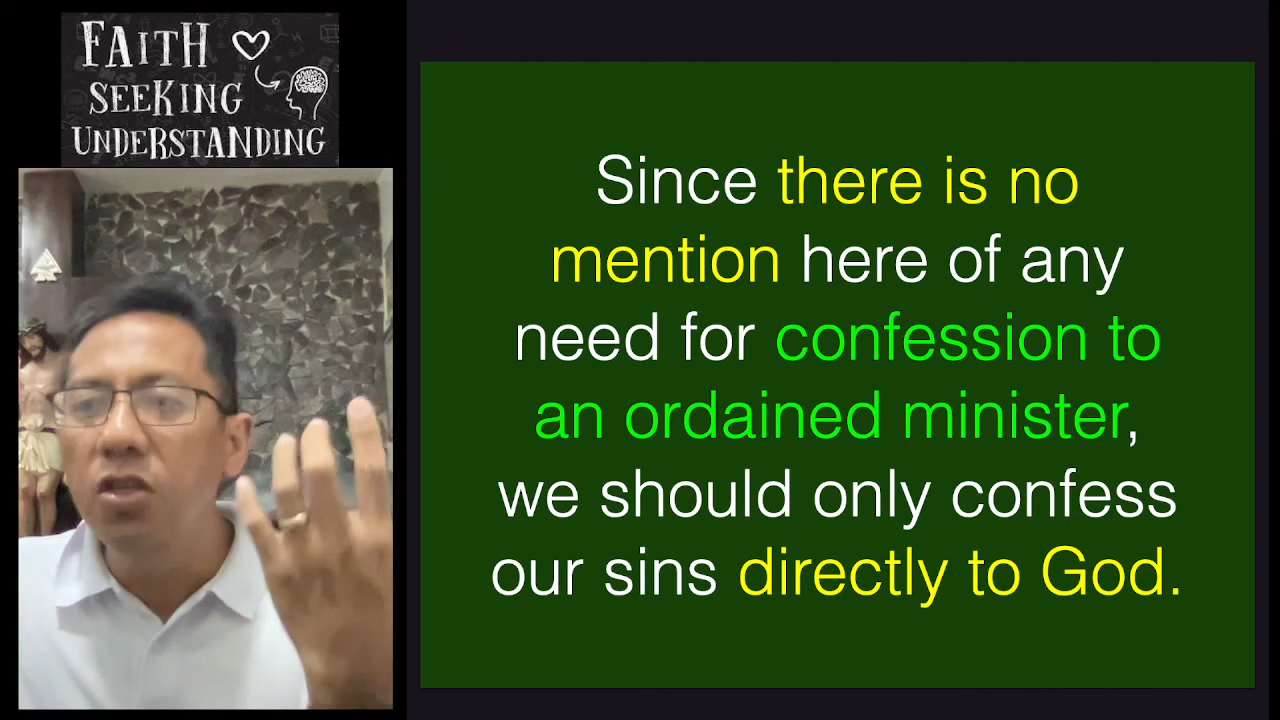 FAITH
SEEKING
UNDERSTANDING
Since there is no
mention here of any
need for confession to
an ordained minister,
we should only confess
our sins directly to God.